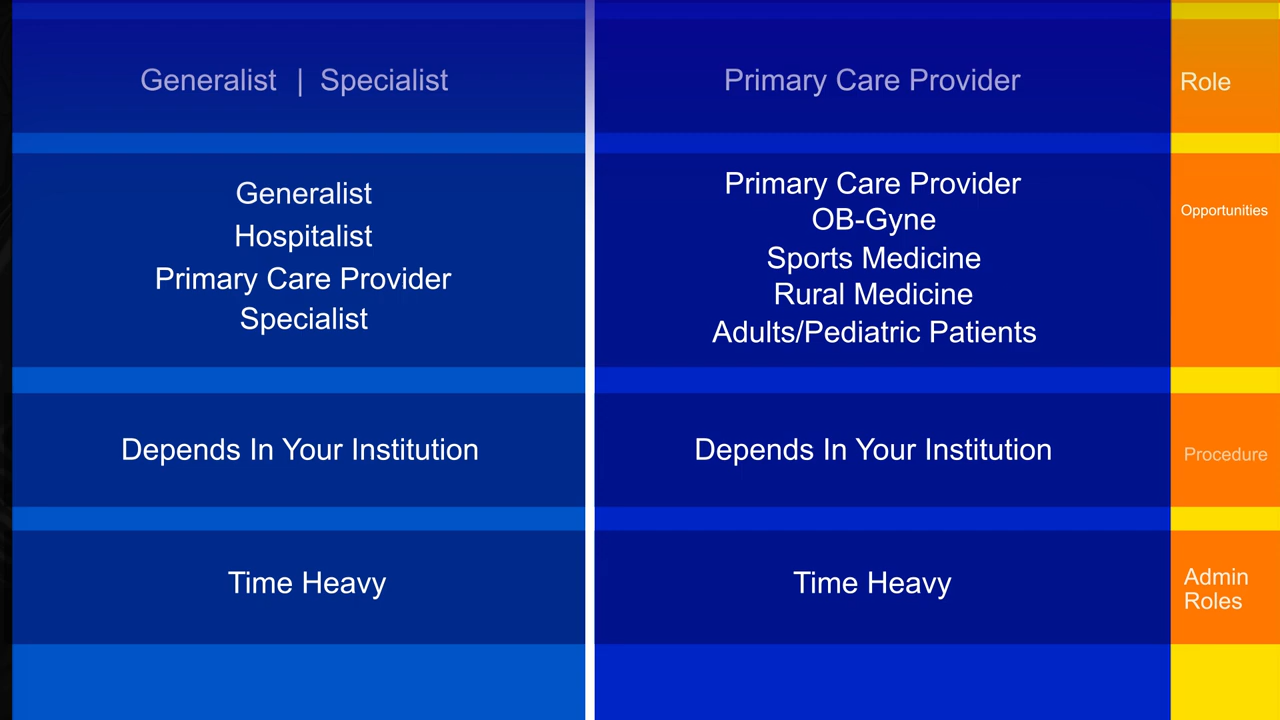 Generalist | Specialist
Primary Care Provider
Role
Generalist
Hospitalist
Primary Care Provider
Specialist
Primary Care Provider
OB-Gyne
Sports Medicine
Rural Medicine
Adults/Pediatric Patients
Opportunities
Depends In Your Institution
Depends In Your Institution
Procedure
Time Heavy
Time Heavy
Admin
Roles